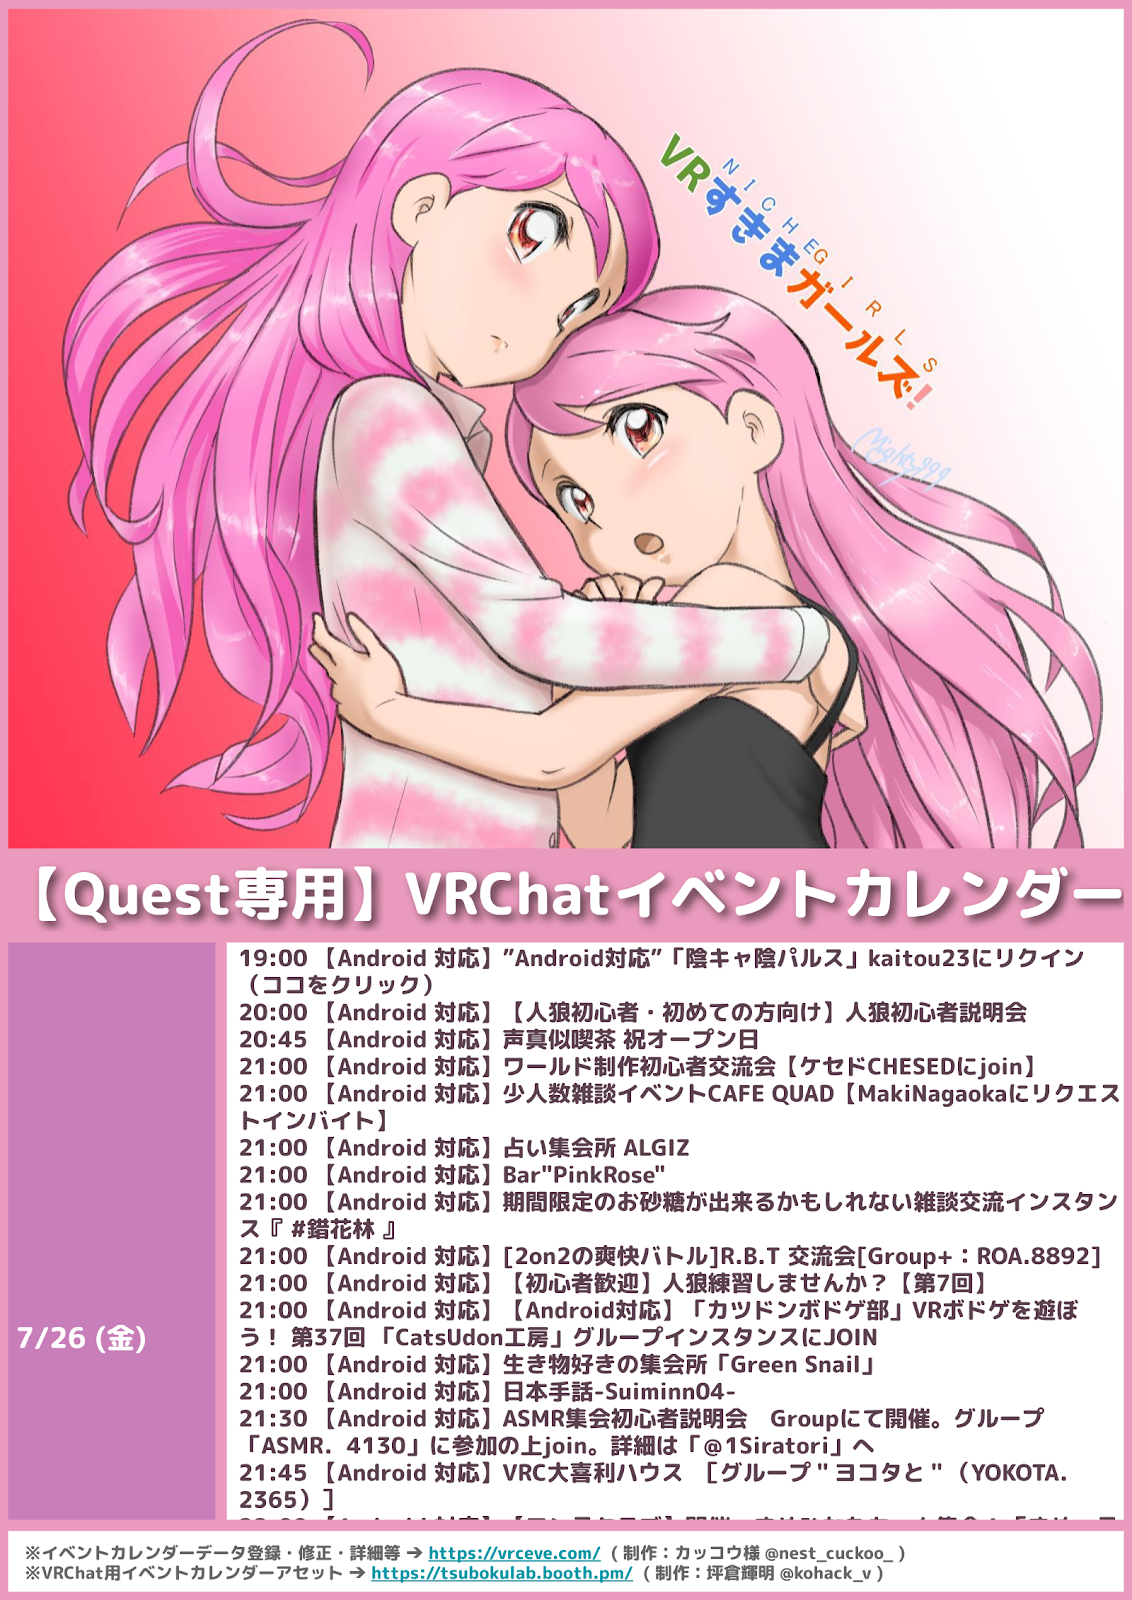 NICHE GIRLS
VRすきまガールズ!
Mighty999
【Quest専用】VRChatイベントカレンダー
7/26 (金)
19:00 【Android 対応】”Android対応”「陰キャ陰パルス」kaitou23にリクイン
（ココをクリック）
20:00 【Android 対応】【人狼初心者・初めての方向け】人狼初心者説明会
20:45 【Android 対応】声真似喫茶 祝オープン日
21:00 【Android 対応】ワールド制作初心者交流会【ケセドCHESEDにjoin】
21:00 【Android 対応】少人数雑談イベントCAFE QUAD【MakiNagaokaにリクエス
トインバイト】
21:00 【Android 対応】占い集会所 ALGIZ
21:00 【Android 対応】Bar"PinkRose"
21:00 【Android 対応】期間限定のお砂糖が出来るかもしれない雑談交流インスタン
ス『 #錯花林 』
21:00 【Android 対応】[2on2の爽快バトル]R.B.T 交流会[Group+：ROA.8892]
21:00 【Android 対応】【初心者歓迎】人狼練習しませんか？【第7回】
21:00 【Android 対応】【Android対応】「カツドンボドゲ部」VRボドゲを遊ぼ
う！ 第37回 「CatsUdon工房」グループインスタンスにJOIN
21:00 【Android 対応】生き物好きの集会所「Green Snail」
21:00 【Android 対応】日本手話-Suiminn04-
21:30 【Android 対応】ASMR集会初心者説明会　Groupにて開催。グループ
「ASMR．4130」に参加の上join。詳細は「＠1Siratori」へ
21:45 【Android 対応】VRC大喜利ハウス　［グループ＂ヨコタと＂（YOKOTA.
2365）］
※イベントカレンダーデータ登録・修正・詳細等 ➔ https://vrceve.com/ （制作：カッコウ様 @nest_cuckoo_ ）
※VRChat用イベントカレンダーアセット ➔ https://tsubokulab.booth.pm/ （制作：坪倉輝明 @kohack_v ）